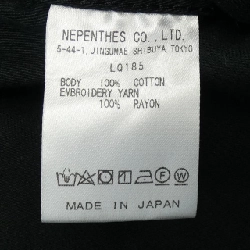 NEPENTHES CO., LTD.
5-44-1, JINGUMAE SHIBUYA TOKYO
LQ185
BODY 100% COTTON
EMBROIDERY YARN
100% RAYON
MADE IN JAPAN